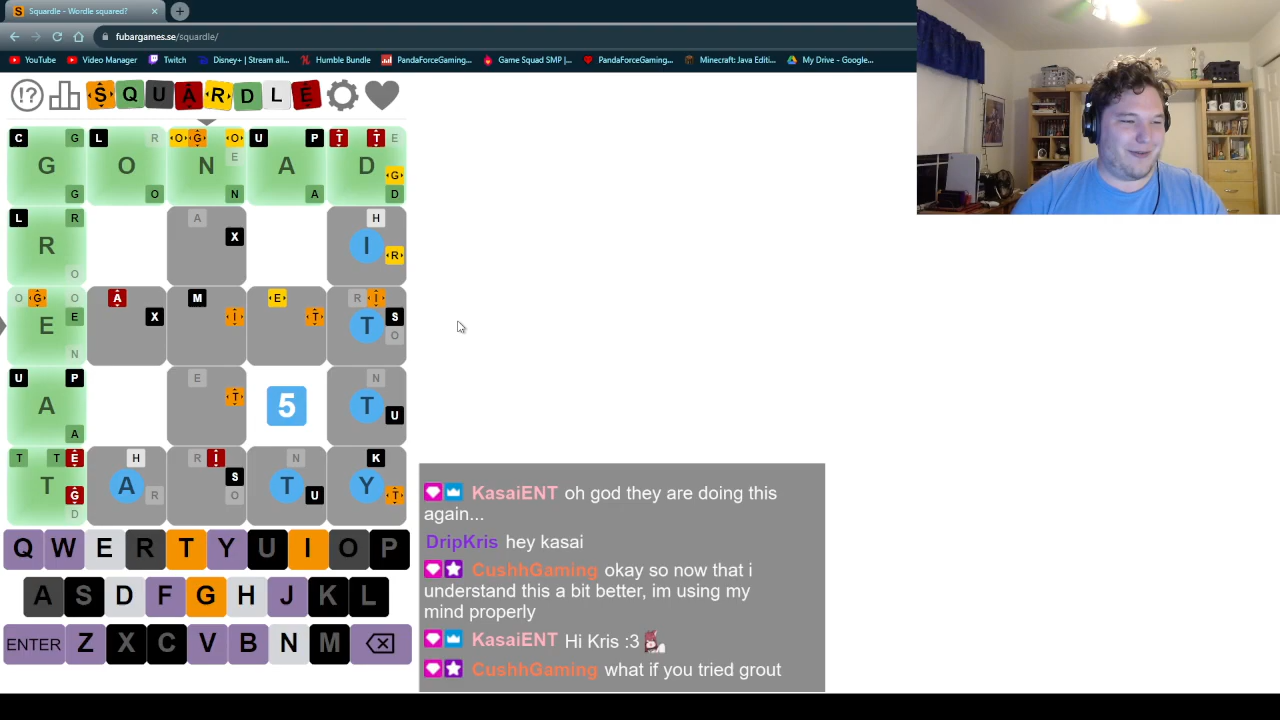 Squardle - Wordle squared?
fubargames.se/squardle/
YouTube Video Manager Twitch Disney+ | Stream all... Humble Bundle PandaForceGaming... Game Squad SMP |... PandaForceGaming... Minecraft: Java Editi... My Drive - Google...
!? S Q U A R D L E
C G L R O G O U P T T E
G O N A D
E G
G O N A D
L R A H
R X I R
O
O G O A M E R I
E E X I T T S
N O
U P E N
A T 5 T U
A
T T E H R I N K
T A S T U Y
G R O T
D
Q W E R T Y U I O P
A S D F G H J K L
ENTER Z X C V B N M
KasaiENT oh god they are doing this
again...
DripKris hey kasai
CushhGaming okay so now that i
understand this a bit better, im using my
mind properly
KasaiENT Hi Kris :3
CushhGaming what if you tried grout